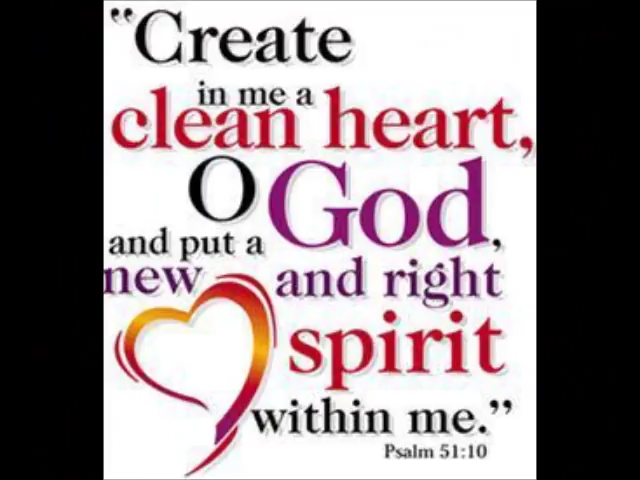 “Create
in me a
clean heart,
O God,
and put a
new and right
spirit
within me.”
Psalm 51:10